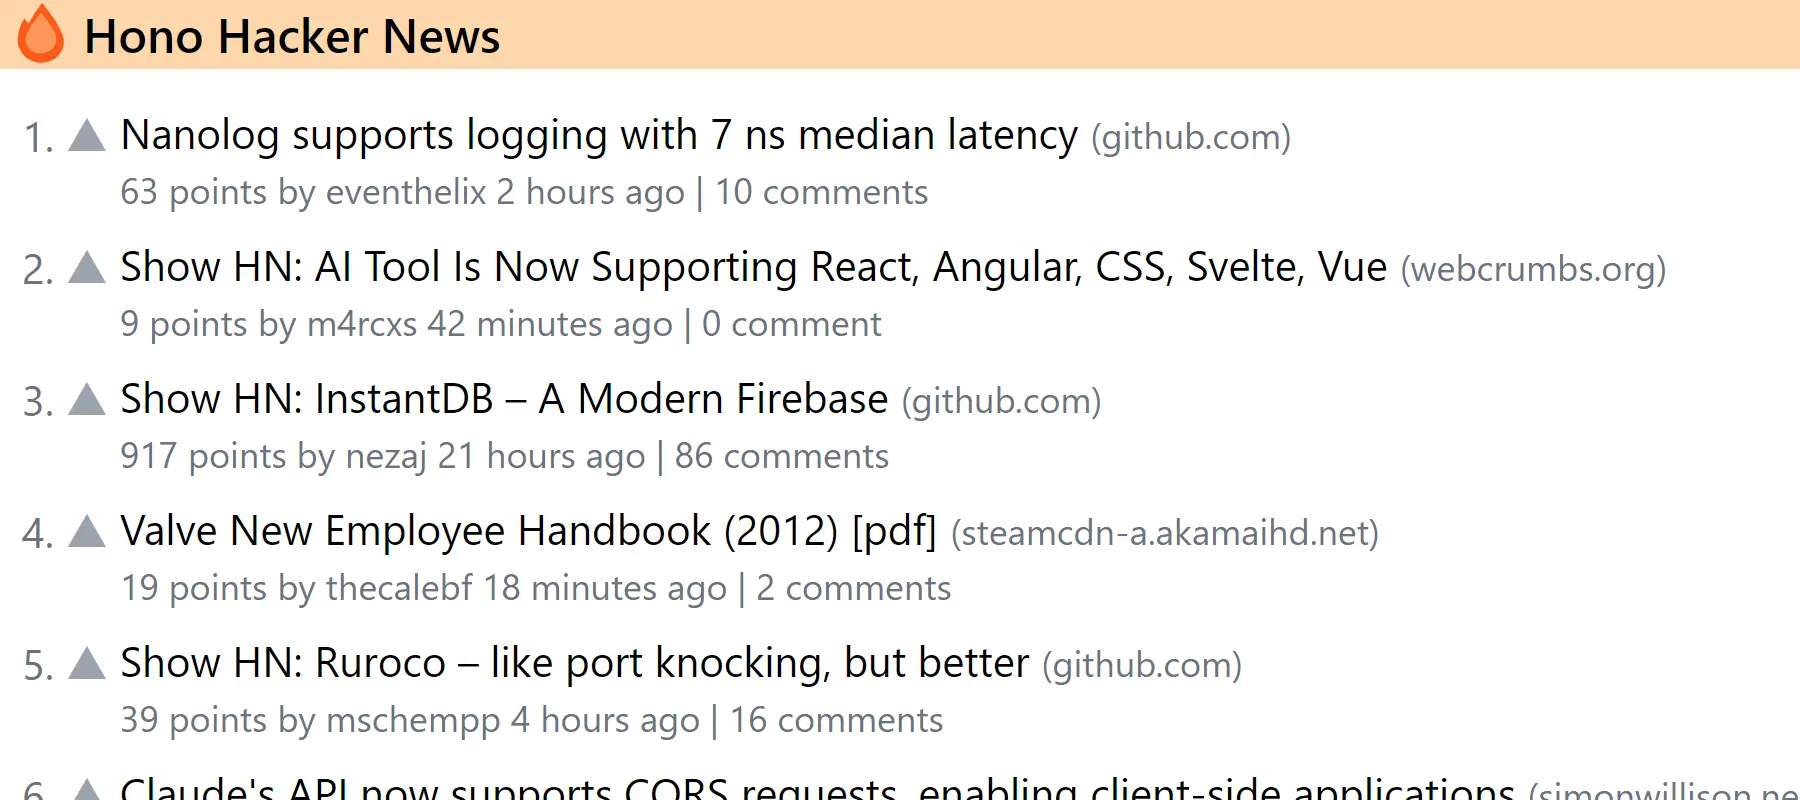 Hono Hacker News
1. ▲ Nanolog supports logging with 7 ns median latency (github.com)
63 points by eventhelix 2 hours ago | 10 comments
2. ▲ Show HN: AI Tool Is Now Supporting React, Angular, CSS, Svelte, Vue (webcrumbs.org)
9 points by m4rcxs 42 minutes ago | 0 comment
3. ▲ Show HN: InstantDB – A Modern Firebase (github.com)
917 points by nezaj 21 hours ago | 86 comments
4. ▲ Valve New Employee Handbook (2012) [pdf] (steamcdn-a.akamaihd.net)
19 points by thecalebf 18 minutes ago | 2 comments
5. ▲ Show HN: Ruroco – like port knocking, but better (github.com)
39 points by mschempp 4 hours ago | 16 comments
6. ▲ Claude's API now supports CORS requests, enabling client-side applications (simonwillison.ne